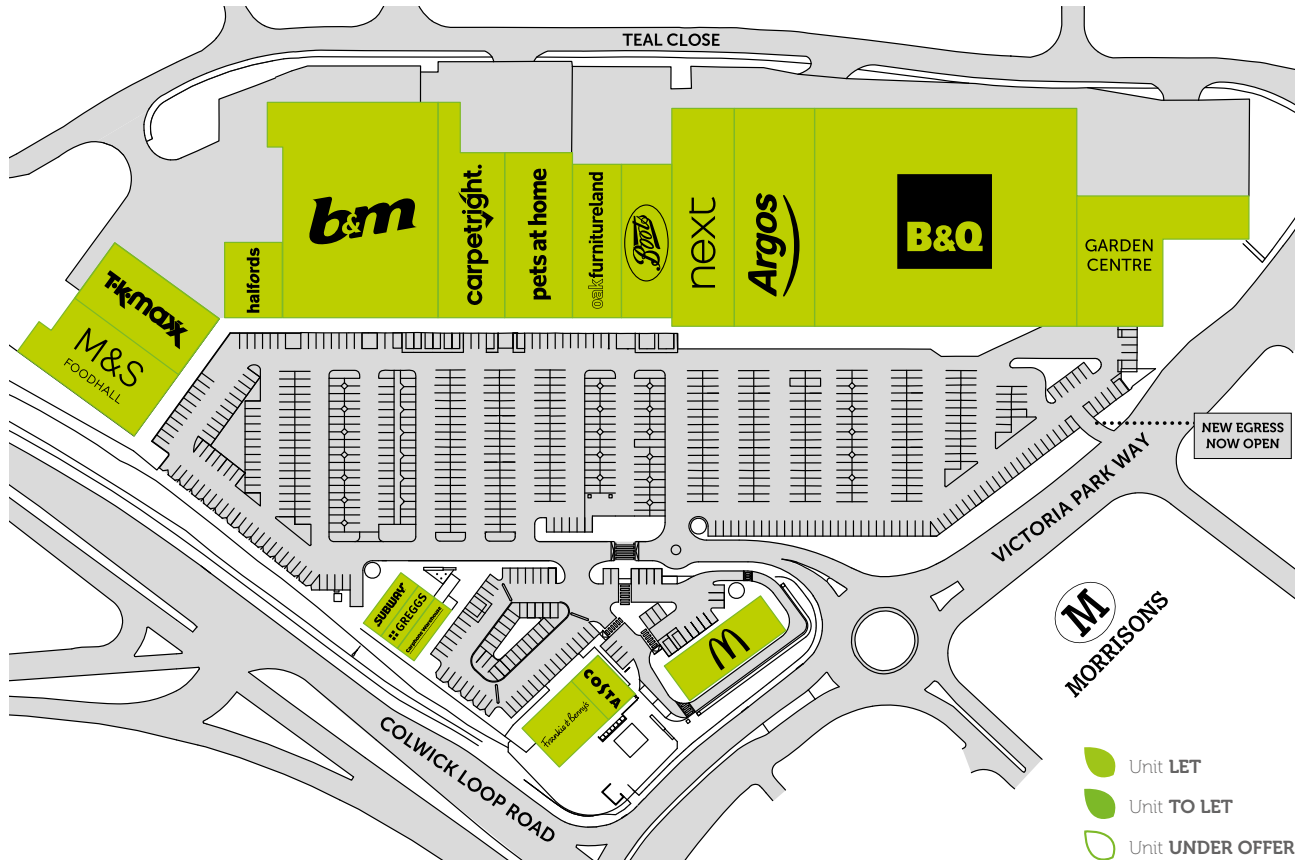 TEAL CLOSE
b&m
carpetright.
pets at home
oakfurnitureland
Boots
next
Argos
B&Q
GARDEN
CENTRE
halfords
T·K·maxx
M&S
FOODHALL
NEW EGRESS
NOW OPEN
VICTORIA PARK WAY
SUBWAY
GREGGS
Carphone Warehouse
M
M
MORRISONS
COSTA
Frankie & Benny's
COLWICK LOOP ROAD
Unit LET
Unit TO LET
Unit UNDER OFFER